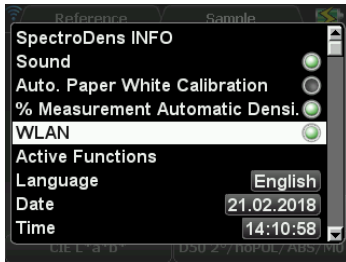 Reference Sample
SpectroDens INFO
Sound
Auto. Paper White Calibration
% Measurement Automatic Densi.
WLAN
Active Functions
Language English
Date 21.02.2018
Time 14:10:58
CIE L*a*b* D50 2°/noPOL/ABS/M0